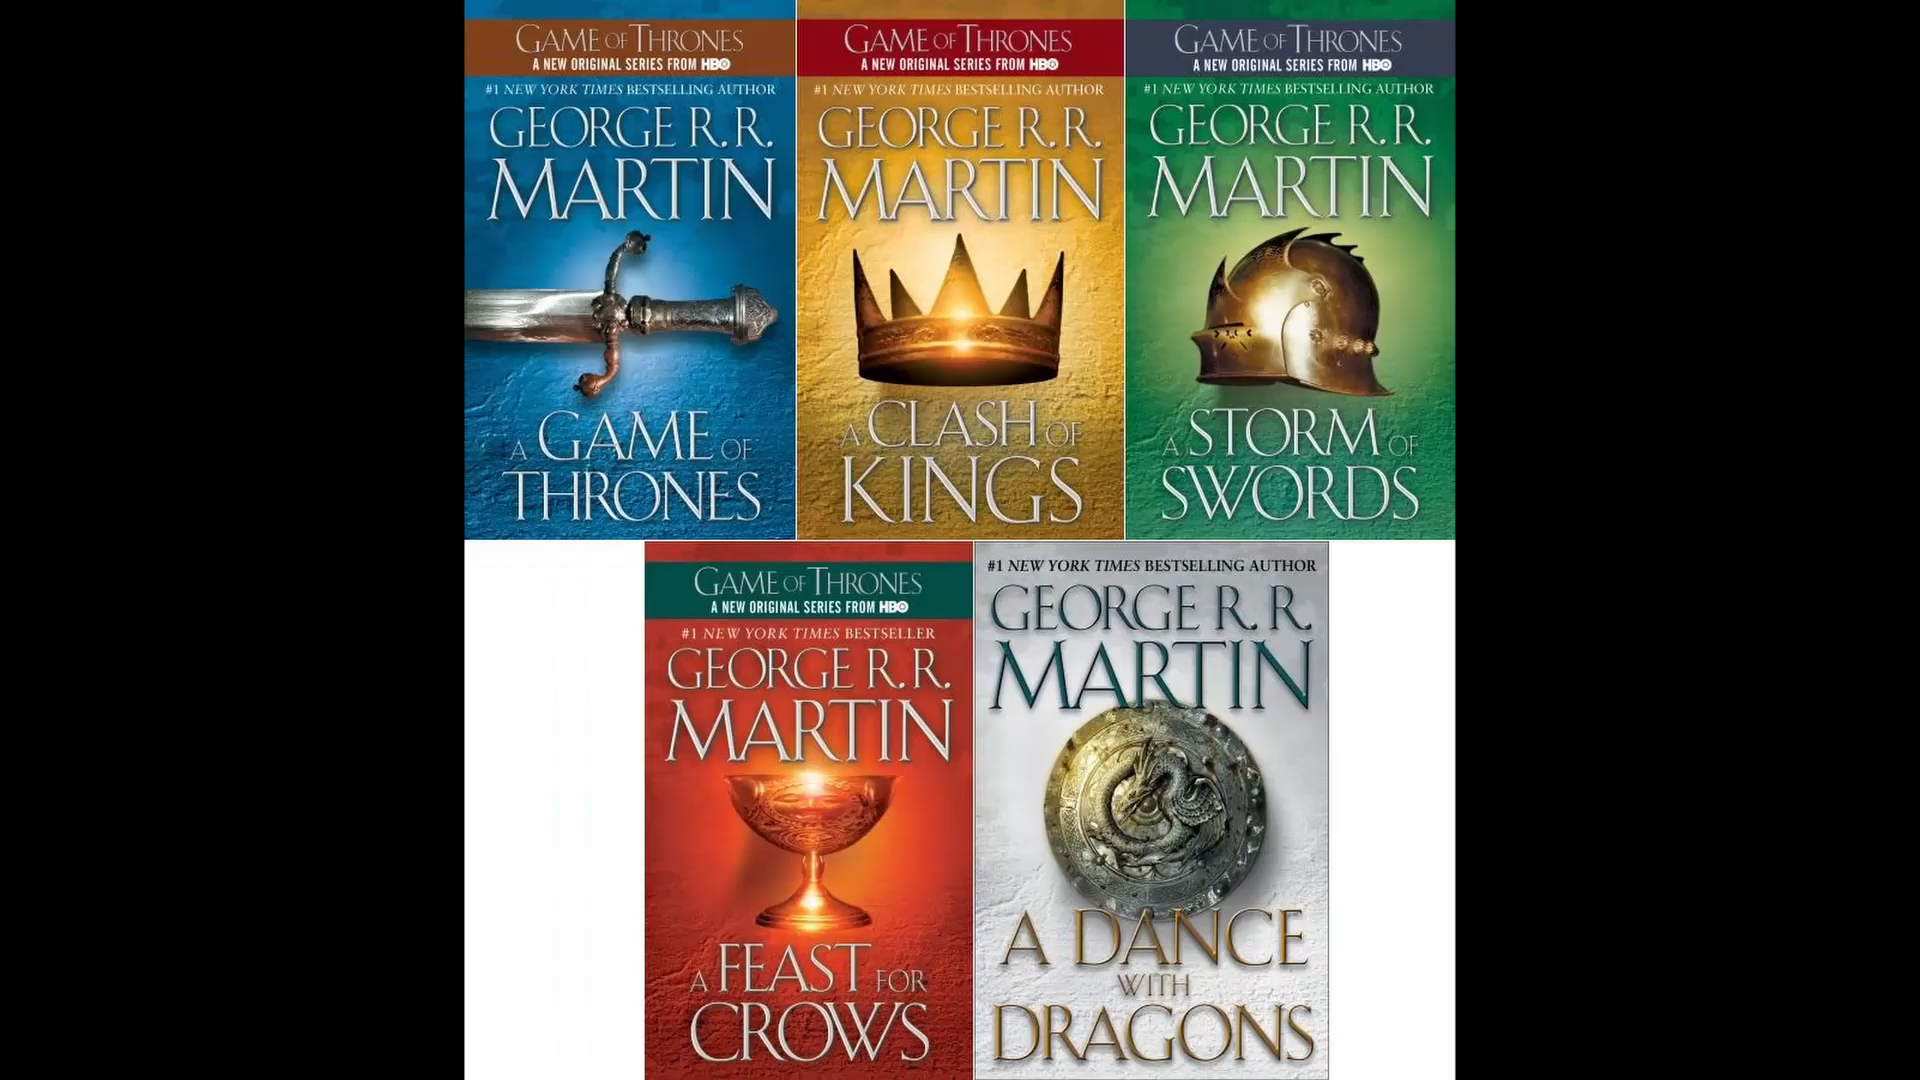 GAME OF THRONES
A NEW ORIGINAL SERIES FROM HBO
#1 NEW YORK TIMES BESTSELLING AUTHOR
GEORGE R. R.
MARTIN
A GAME OF
THRONES
GAME OF THRONES
A NEW ORIGINAL SERIES FROM HBO
#1 NEW YORK TIMES BESTSELLING AUTHOR
GEORGE R. R.
MARTIN
A CLASH OF
KINGS
GAME OF THRONES
A NEW ORIGINAL SERIES FROM HBO
#1 NEW YORK TIMES BESTSELLING AUTHOR
GEORGE R. R.
MARTIN
A STORM OF
SWORDS
GAME OF THRONES
A NEW ORIGINAL SERIES FROM HBO
#1 NEW YORK TIMES BESTSELLER
GEORGE R. R.
MARTIN
A FEAST FOR
CROWS
#1 NEW YORK TIMES BESTSELLING AUTHOR
GEORGE R. R.
MARTIN
A DANCE
WITH
DRAGONS